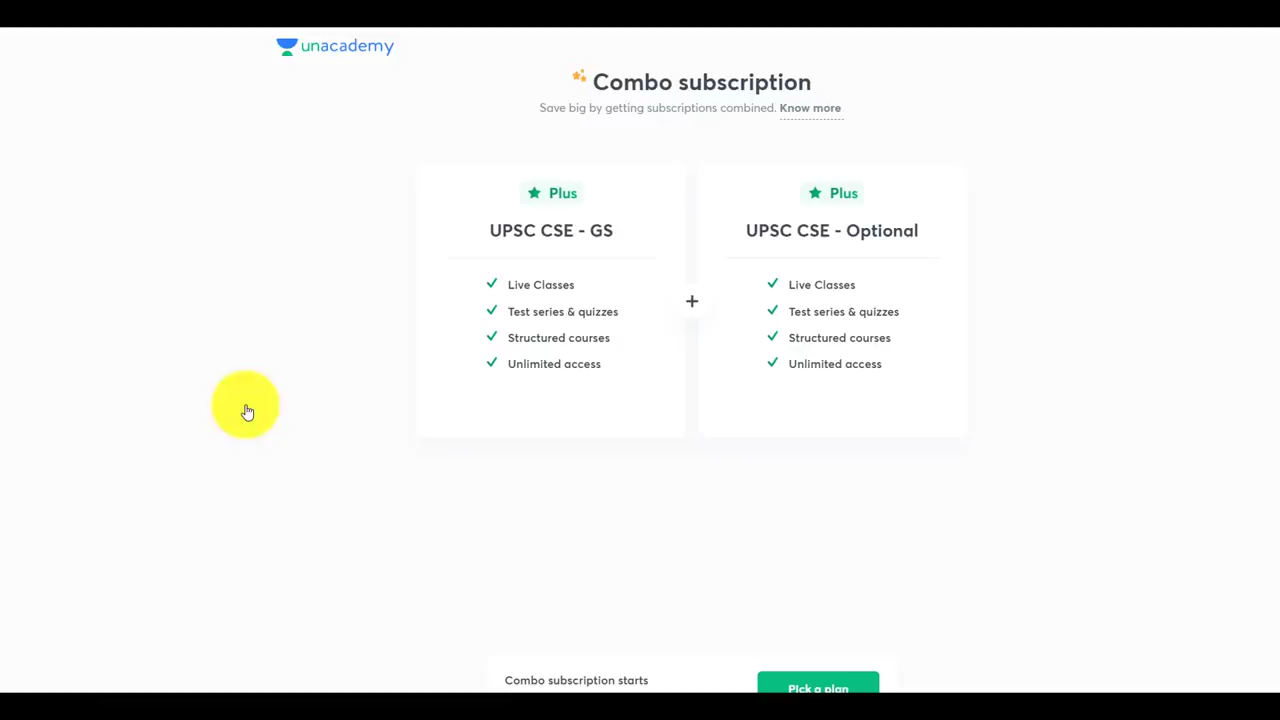 unacademy
Combo subscription
Save big by getting subscriptions combined. Know more
Plus
UPSC CSE - GS
Live Classes
Test series & quizzes
Structured courses
Unlimited access
+
Plus
UPSC CSE - Optional
Live Classes
Test series & quizzes
Structured courses
Unlimited access
Combo subscription starts
Pick a plan